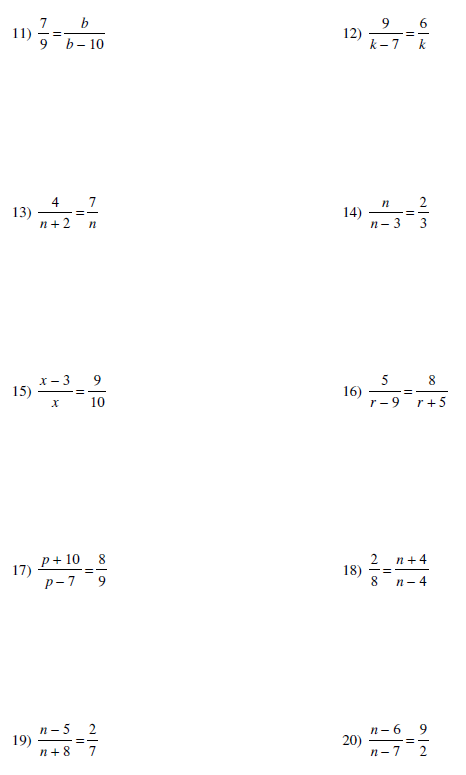 11) 7/9 = b/(b − 10)
12) 9/(k − 7) = 6/k
13) 4/(n + 2) = 7/n
14) n/(n − 3) = 2/3
15) (x − 3)/x = 9/10
16) 5/(r − 9) = 8/(r + 5)
17) (p + 10)/(p − 7) = 8/9
18) 2/8 = (n + 4)/(n − 4)
19) (n − 5)/(n + 8) = 2/7
20) (n − 6)/(n − 7) = 9/2